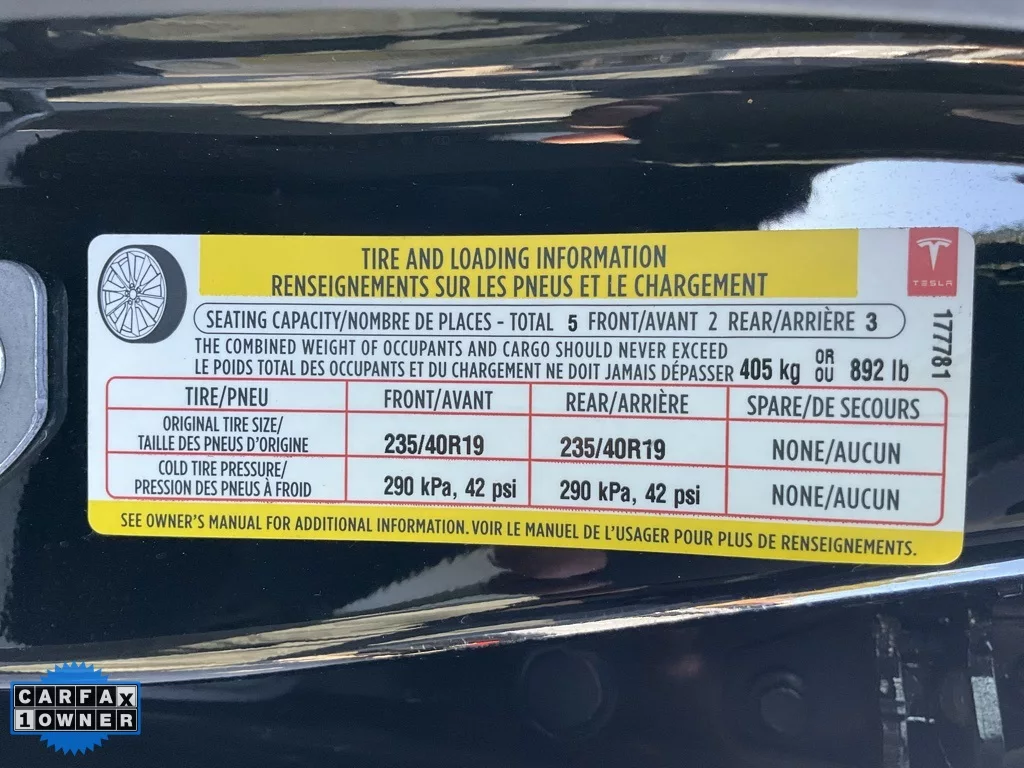 TIRE AND LOADING INFORMATION
RENSEIGNEMENTS SUR LES PNEUS ET LE CHARGEMENT
TESLA
SEATING CAPACITY/NOMBRE DE PLACES - TOTAL 5 FRONT/AVANT 2 REAR/ARRIÈRE 3
THE COMBINED WEIGHT OF OCCUPANTS AND CARGO SHOULD NEVER EXCEED
LE POIDS TOTAL DES OCCUPANTS ET DU CHARGEMENT NE DOIT JAMAIS DÉPASSER 405 kg OR OU 892 lb
177781
TIRE/PNEU FRONT/AVANT REAR/ARRIÈRE SPARE/DE SECOURS
ORIGINAL TIRE SIZE/
TAILLE DES PNEUS D'ORIGINE 235/40R19 235/40R19 NONE/AUCUN
COLD TIRE PRESSURE/
PRESSION DES PNEUS À FROID 290 kPa, 42 psi 290 kPa, 42 psi NONE/AUCUN
SEE OWNER'S MANUAL FOR ADDITIONAL INFORMATION. VOIR LE MANUEL DE L'USAGER POUR PLUS DE RENSEIGNEMENTS.
CARFAX
1 OWNER